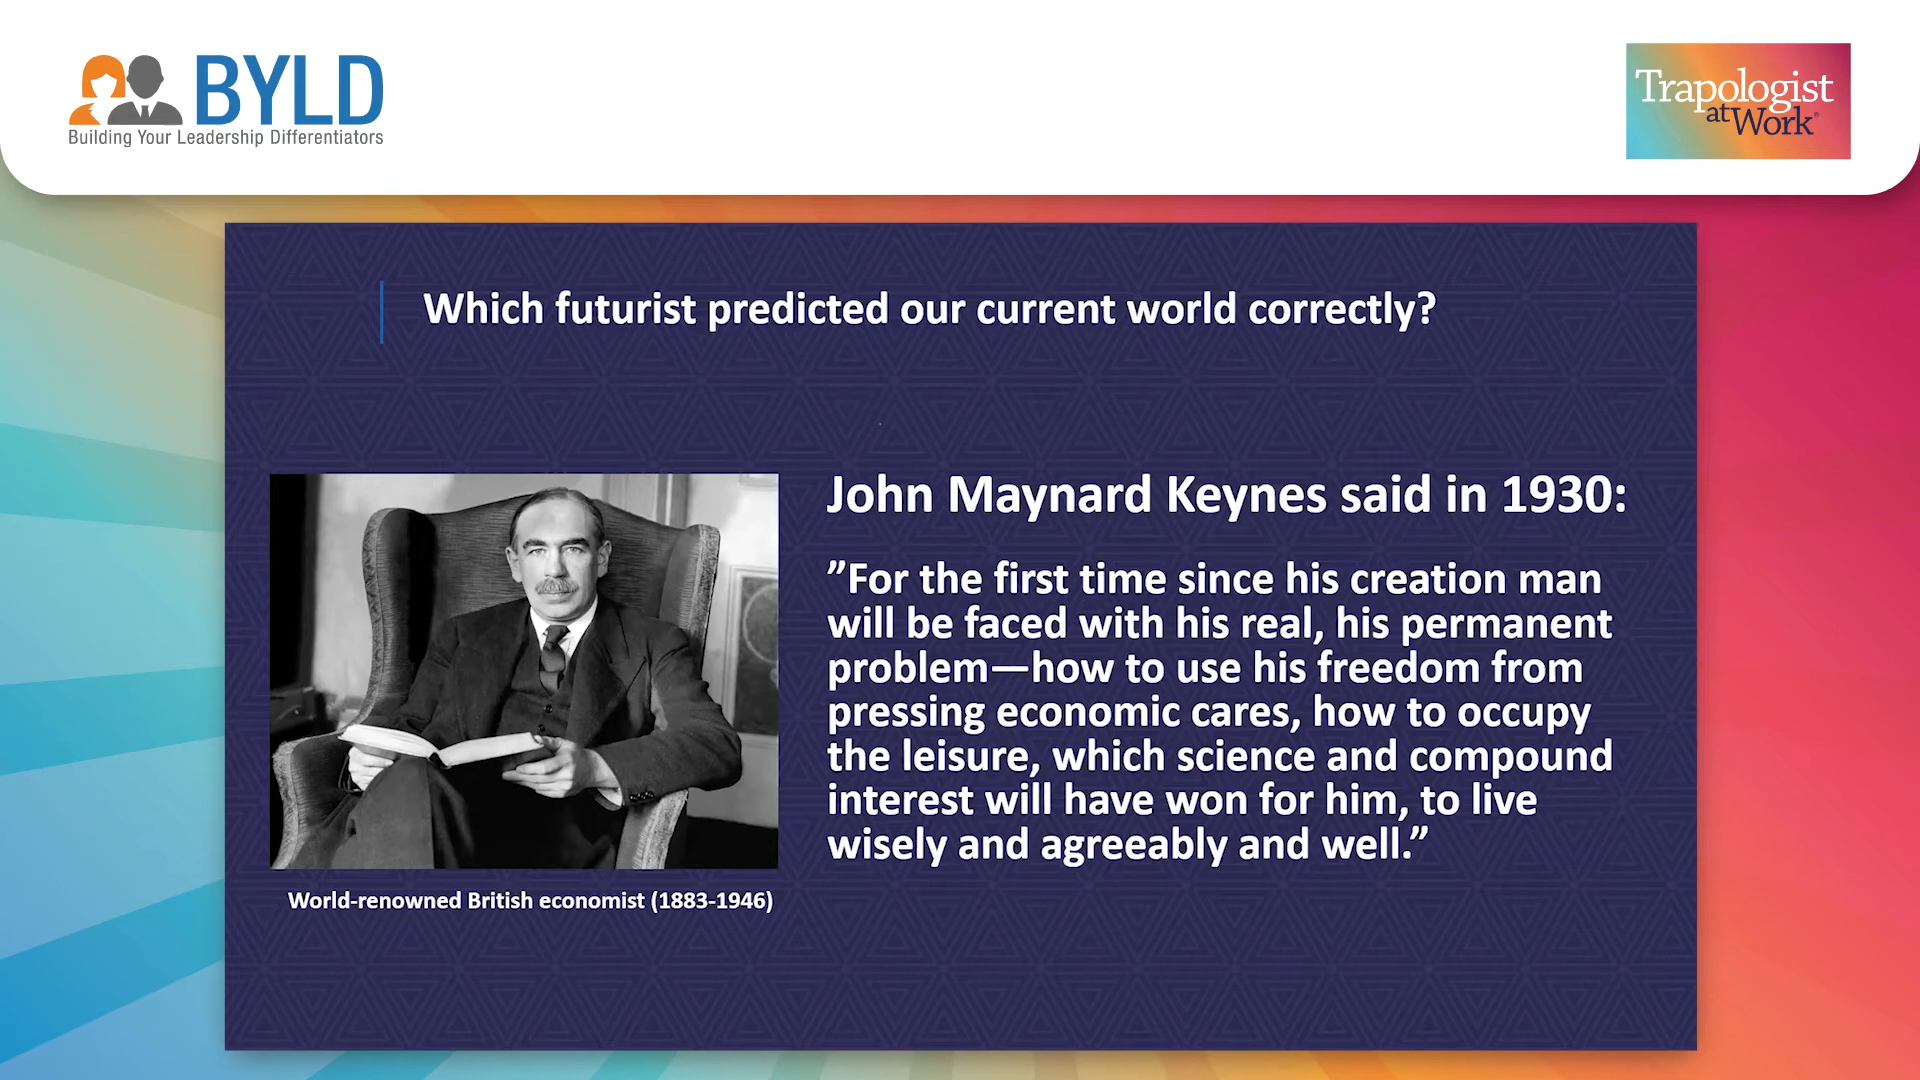 BYLD
Building Your Leadership Differentiators
Trapologist
at Work®
Which futurist predicted our current world correctly?
John Maynard Keynes said in 1930:
”For the first time since his creation man
will be faced with his real, his permanent
problem—how to use his freedom from
pressing economic cares, how to occupy
the leisure, which science and compound
interest will have won for him, to live
wisely and agreeably and well.”
World-renowned British economist (1883-1946)